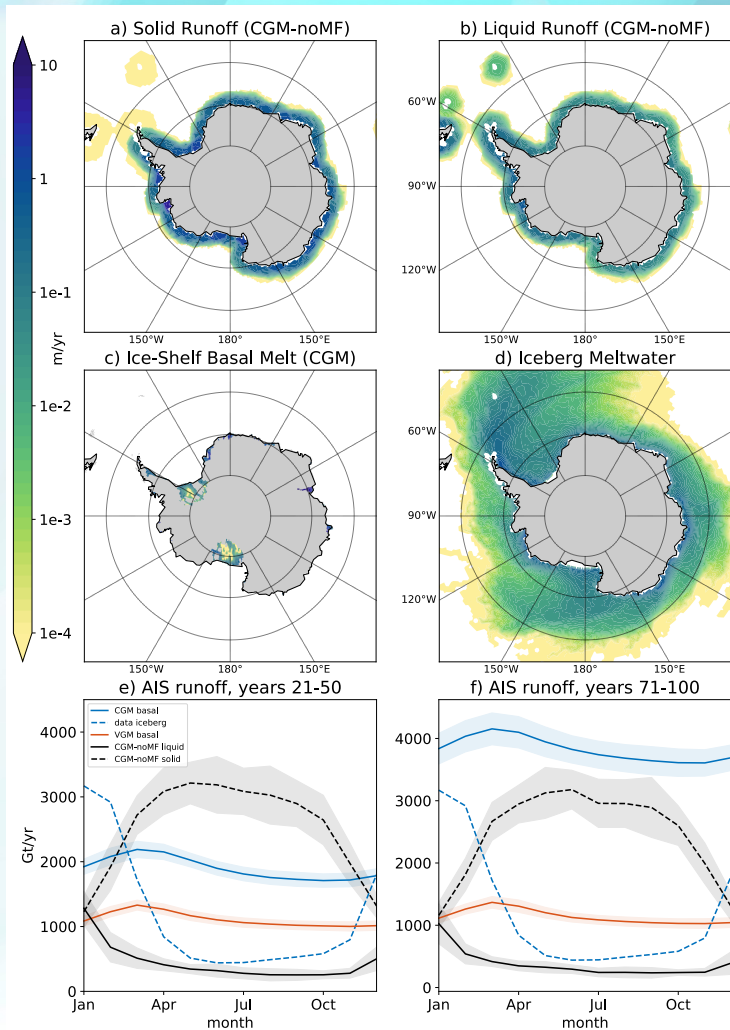 a) Solid Runoff (CGM-noMF)
b) Liquid Runoff (CGM-noMF)
10
1
1e-1
1e-2
1e-3
1e-4
m/yr
60°W
90°W
120°W
150°W 180° 150°E
150°W 180° 150°E
c) Ice-Shelf Basal Melt (CGM)
d) Iceberg Meltwater
60°W
90°W
120°W
150°W 180° 150°E
150°W 180° 150°E
e) AIS runoff, years 21-50
f) AIS runoff, years 71-100
CGM basal
data iceberg
VGM basal
CGM-noMF liquid
CGM-noMF solid
Gt/yr
4000
3000
2000
1000
0
Jan Apr Jul Oct
month
4000
3000
2000
1000
0
Jan Apr Jul Oct
month